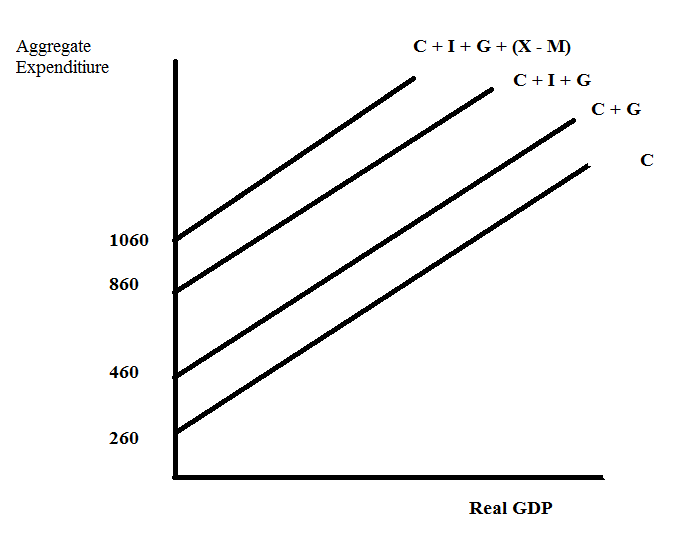 Aggregate
Expenditiure
C + I + G + (X - M)
C + I + G
C + G
C
1060
860
460
260
Real GDP